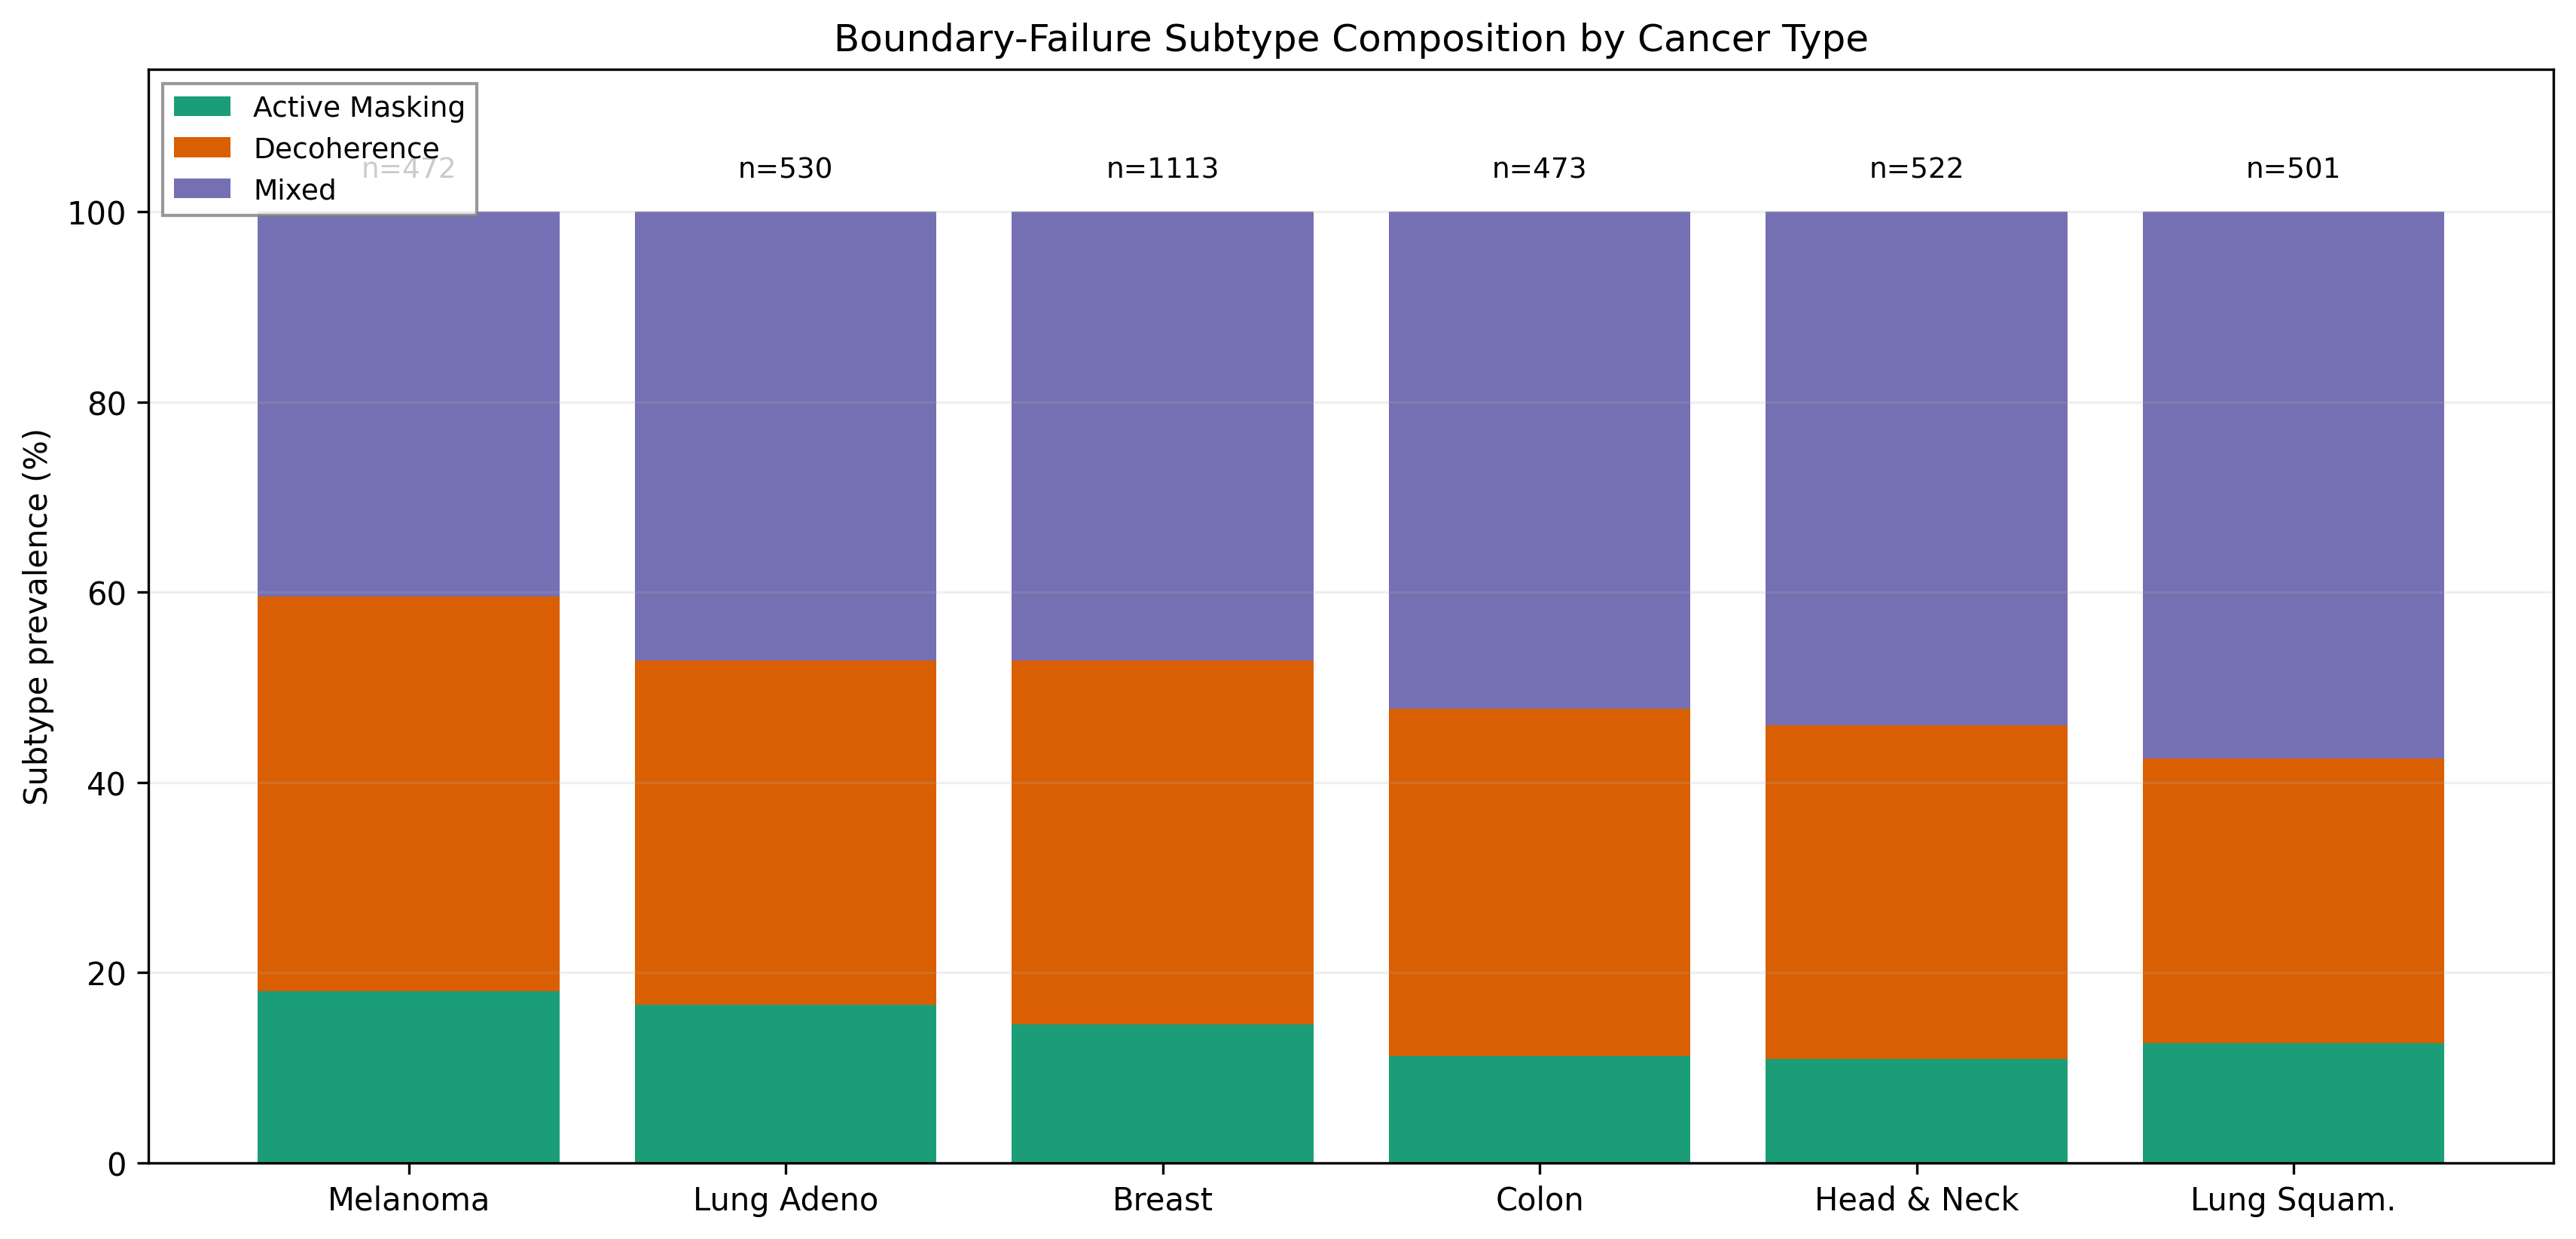 Boundary-Failure Subtype Composition by Cancer Type
Active Masking
Decoherence
Mixed
n=472
n=530
n=1113
n=473
n=522
n=501
Subtype prevalence (%)
100
80
60
40
20
0
Melanoma
Lung Adeno
Breast
Colon
Head & Neck
Lung Squam.